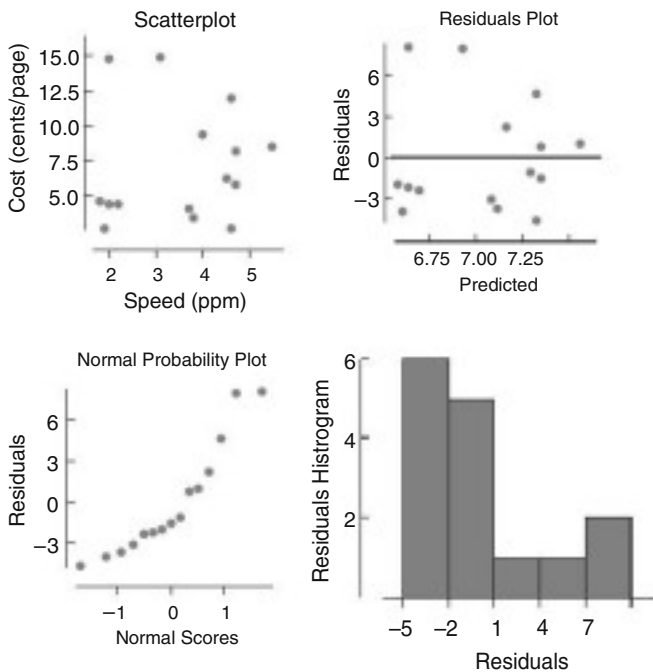 Scatterplot
Cost (cents/page)
15.0
12.5
10.0
7.5
5.0
2 3 4 5
Speed (ppm)
Residuals Plot
Residuals
6
3
0
−3
6.75 7.00 7.25
Predicted
Normal Probability Plot
Residuals
6
3
0
−3
−1 0 1
Normal Scores
Residuals Histrogram
6
4
2
−5 −2 1 4 7
Residuals